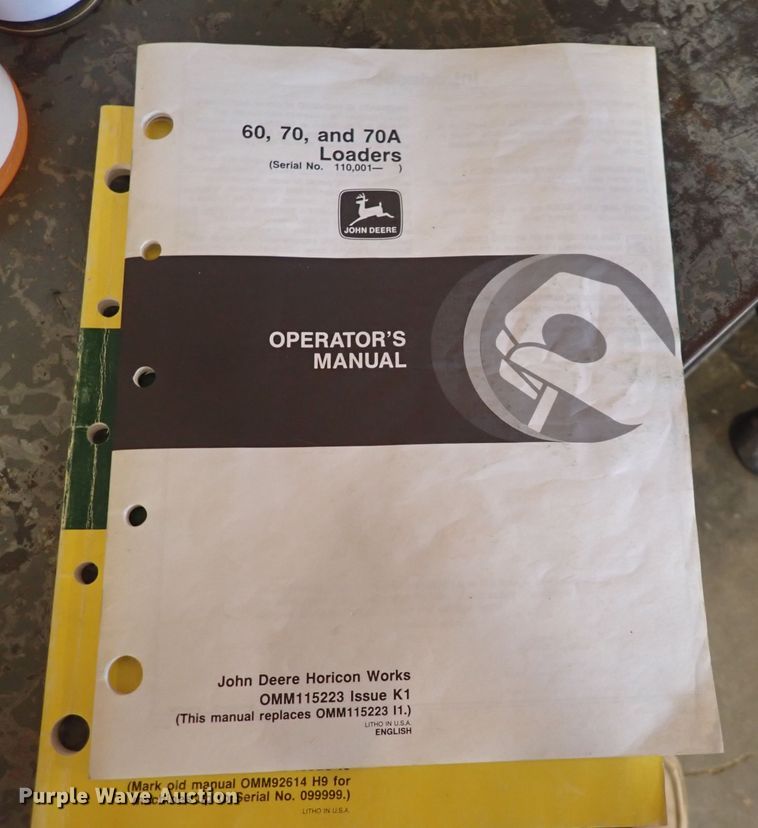 60, 70, and 70A
Loaders
(Serial No. 110,001— )
JOHN DEERE
OPERATOR'S
MANUAL
John Deere Horicon Works
OMM115223 Issue K1
(This manual replaces OMM115223 I1.)
LITHO IN U.S.A.
ENGLISH
(Mark old manual OMM92614 H9 for
Serial No. 099999.)
LITHO IN U.S.A.
Purple Wave Auction